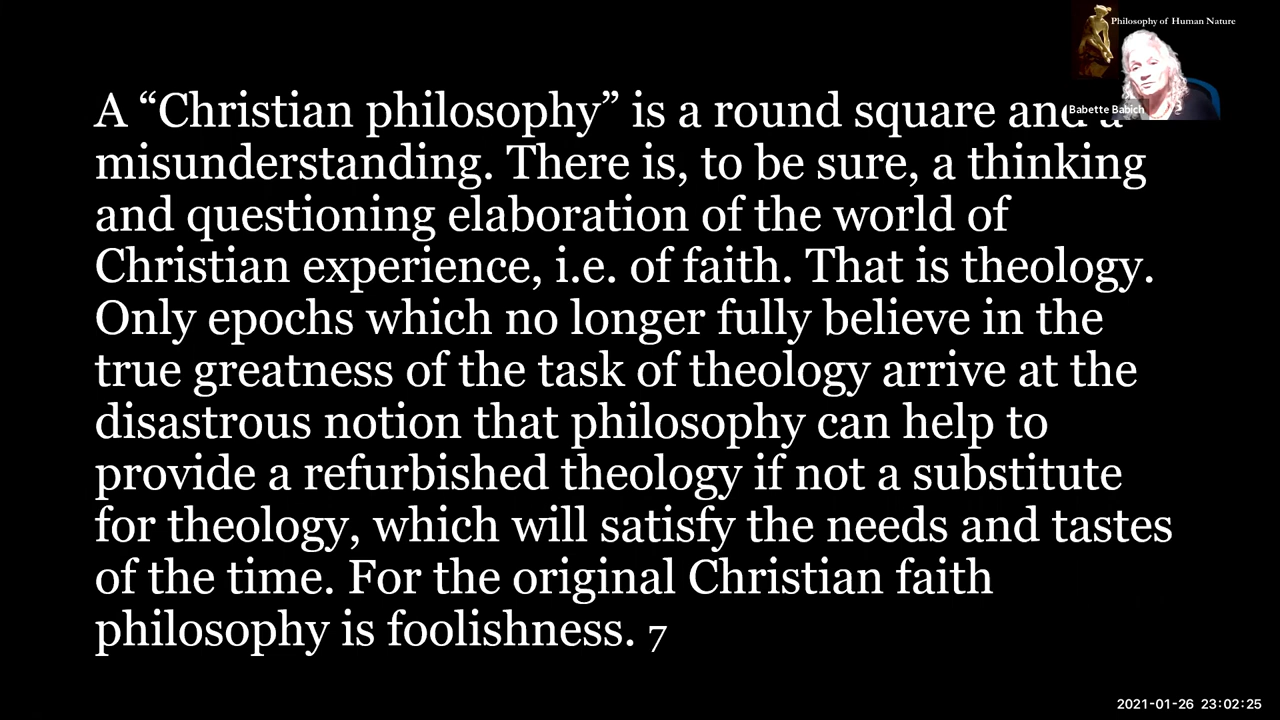 Philosophy of Human Nature
Babette Babich
A “Christian philosophy” is a round square and a
misunderstanding. There is, to be sure, a thinking
and questioning elaboration of the world of
Christian experience, i.e. of faith. That is theology.
Only epochs which no longer fully believe in the
true greatness of the task of theology arrive at the
disastrous notion that philosophy can help to
provide a refurbished theology if not a substitute
for theology, which will satisfy the needs and tastes
of the time. For the original Christian faith
philosophy is foolishness. 7
2021-01-26 23:02:25